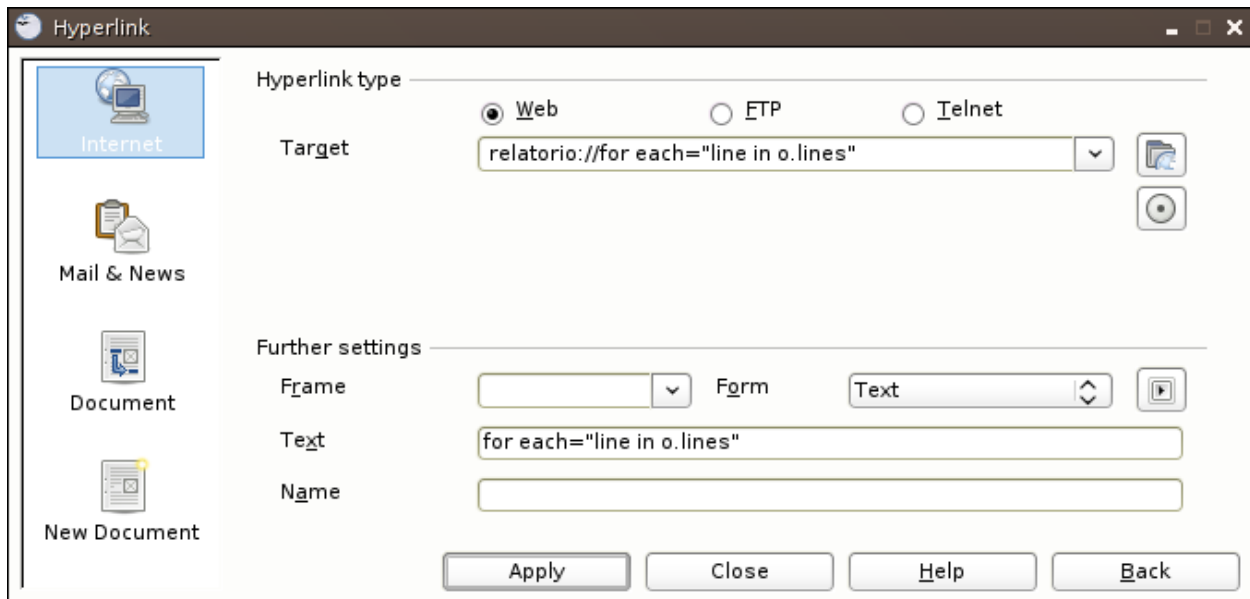 Hyperlink
Internet
Mail & News
Document
New Document
Hyperlink type
Web FTP Telnet
Target relatorio://for each="line in o.lines"
Further settings
Frame Form Text
Text for each="line in o.lines"
Name
Apply Close Help Back